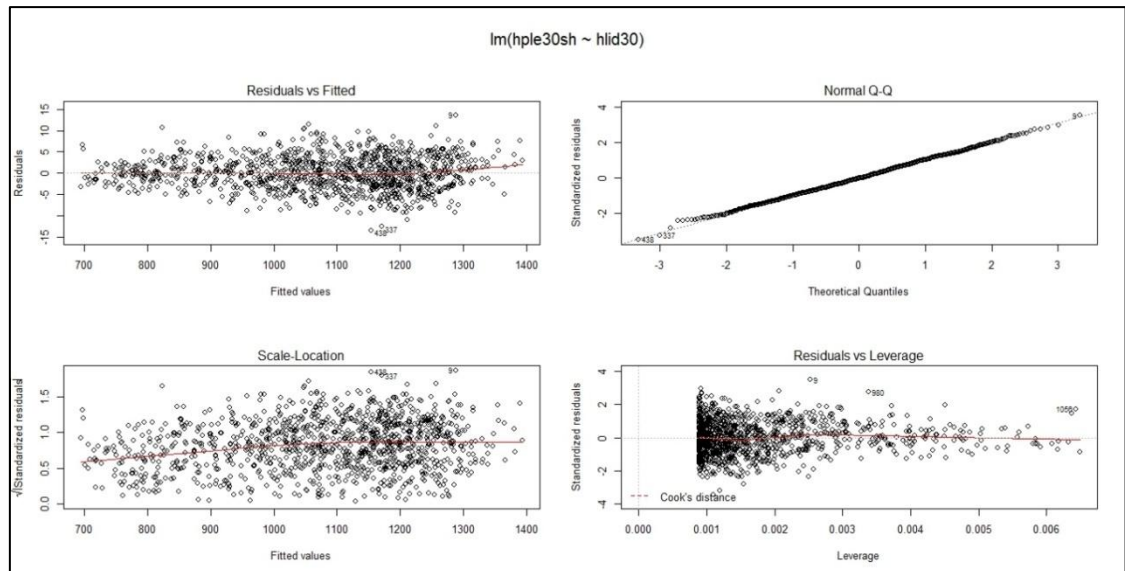 lm(hple30sh ~ hlid30)
Residuals vs Fitted
Residuals
15
10
5
0
-5
-15
9
438
337
700 800 900 1000 1100 1200 1300 1400
Fitted values
Normal Q-Q
Standardized residuals
4
2
0
-2
9
438
337
-3 -2 -1 0 1 2 3
Theoretical Quantiles
Scale-Location
√|Standardized residuals|
1.5
1.0
0.5
0.0
438
337
9
700 800 900 1000 1100 1200 1300 1400
Fitted values
Residuals vs Leverage
Standardized residuals
4
2
0
-2
-4
9
980
Cook's distance
0.000 0.001 0.002 0.003 0.004 0.005 0.006
Leverage